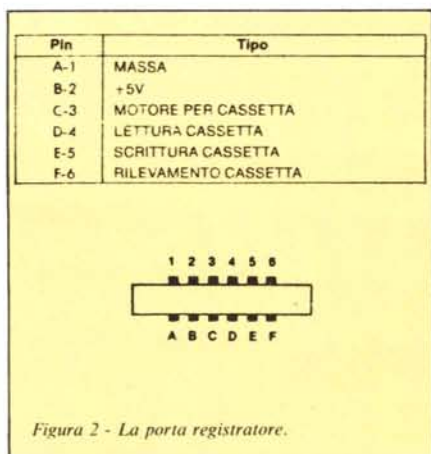 Pin Tipo
A-1 MASSA
B-2 +5V
C-3 MOTORE PER CASSETTA
D-4 LETTURA CASSETTA
E-5 SCRITTURA CASSETTA
F-6 RILEVAMENTO CASSETTA
1 2 3 4 5 6
A B C D E F
Figura 2 - La porta registratore.